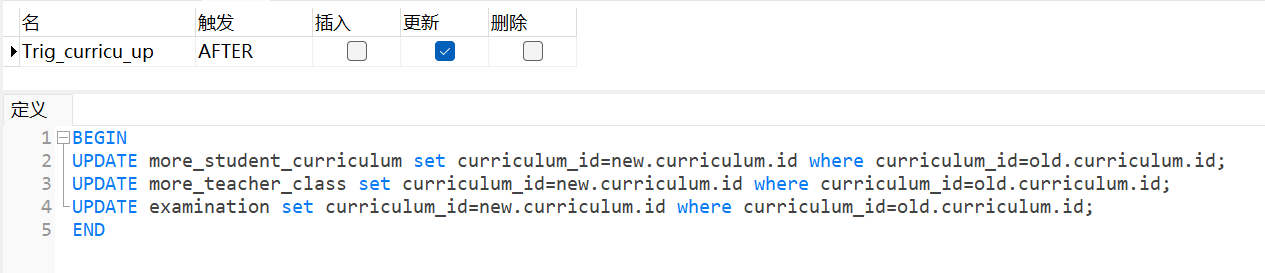 名 触发 插入 更新 删除
Trig_curricu_up AFTER
定义
1 BEGIN
2 UPDATE more_student_curriculum set curriculum_id=new.curriculum.id where curriculum_id=old.curriculum.id;
3 UPDATE more_teacher_class set curriculum_id=new.curriculum.id where curriculum_id=old.curriculum.id;
4 UPDATE examination set curriculum_id=new.curriculum.id where curriculum_id=old.curriculum.id;
5 END